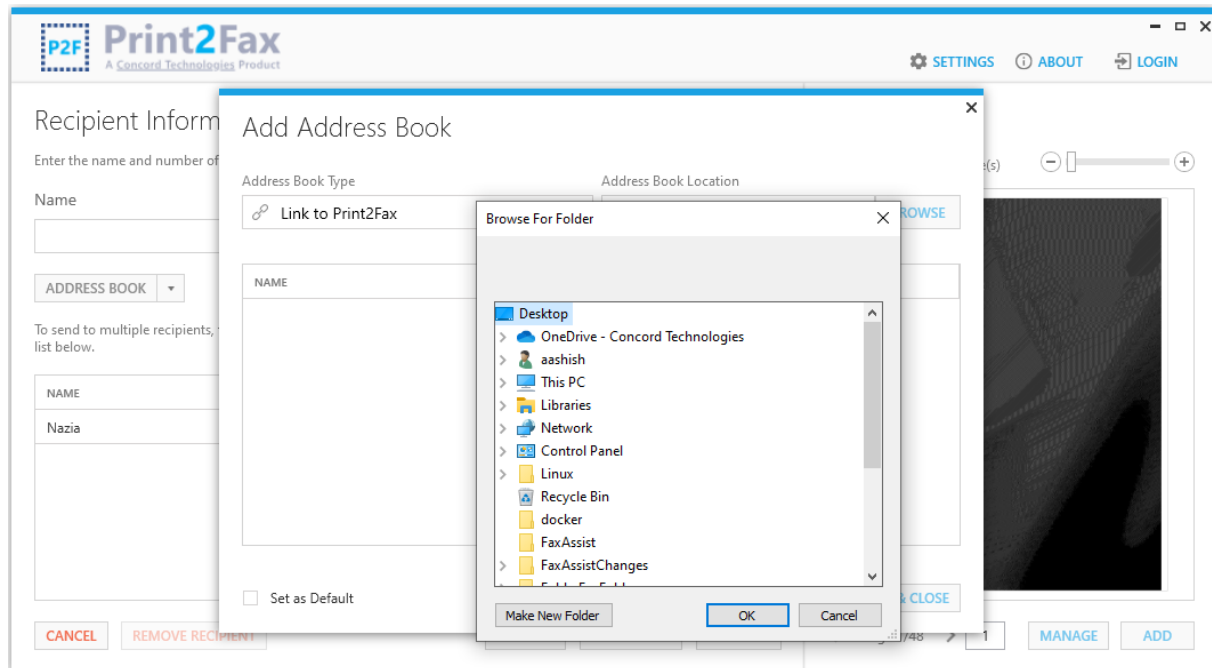 P2F Print2Fax
A Concord Technologies Product
SETTINGS ABOUT LOGIN
Recipient Inform
Enter the name and number of
Name
ADDRESS BOOK
To send to multiple recipients,
list below.
NAME
Nazia
CANCEL REMOVE RECIPIENT
Add Address Book
Address Book Type Address Book Location
Link to Print2Fax
NAME
Set as Default
Browse For Folder
Desktop
OneDrive - Concord Technologies
aashish
This PC
Libraries
Network
Control Panel
Linux
Recycle Bin
docker
FaxAssist
FaxAssistChanges
Make New Folder OK Cancel
ROWSE
& CLOSE
(s)
/48 1 MANAGE ADD